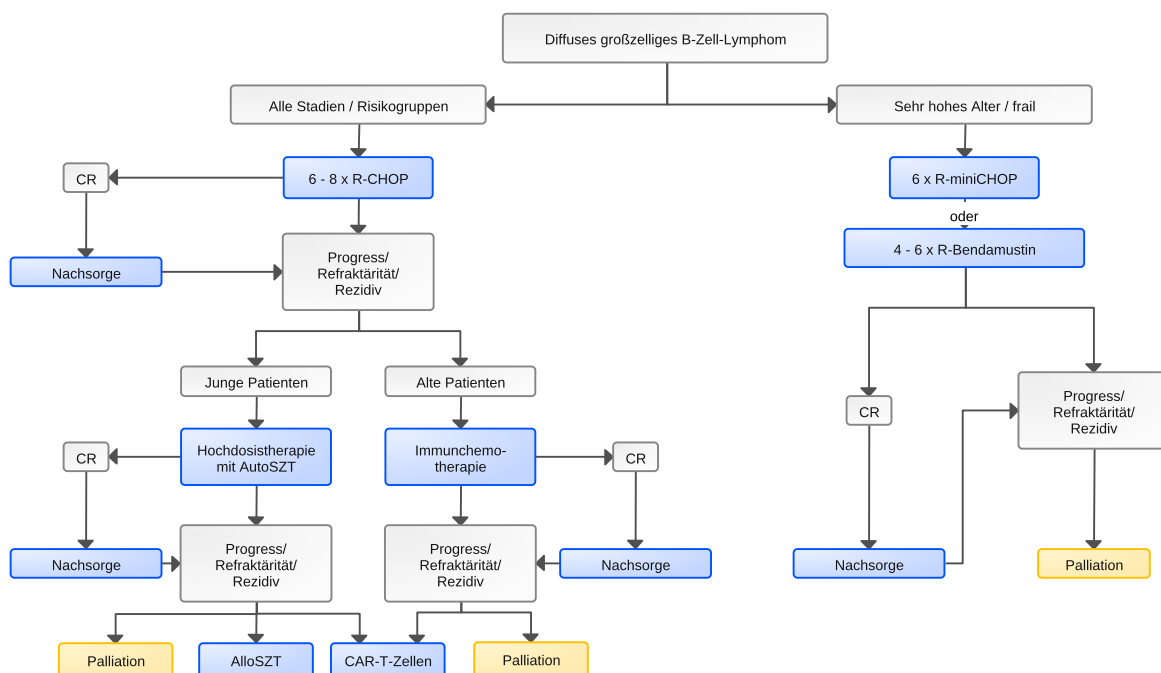 Diffuses großzelliges B-Zell-Lymphom
Alle Stadien / Risikogruppen
Sehr hohes Alter / frail
6 - 8 x R-CHOP
CR
6 x R-miniCHOP
oder
4 - 6 x R-Bendamustin
Nachsorge
Progress/
Refraktärität/
Rezidiv
Junge Patienten
Alte Patienten
CR
Progress/
Refraktärität/
Rezidiv
CR
Hochdosistherapie
mit AutoSZT
Immunchemo-
therapie
CR
Nachsorge
Progress/
Refraktärität/
Rezidiv
Progress/
Refraktärität/
Rezidiv
Nachsorge
Nachsorge
Palliation
Palliation
AlloSZT
CAR-T-Zellen
Palliation